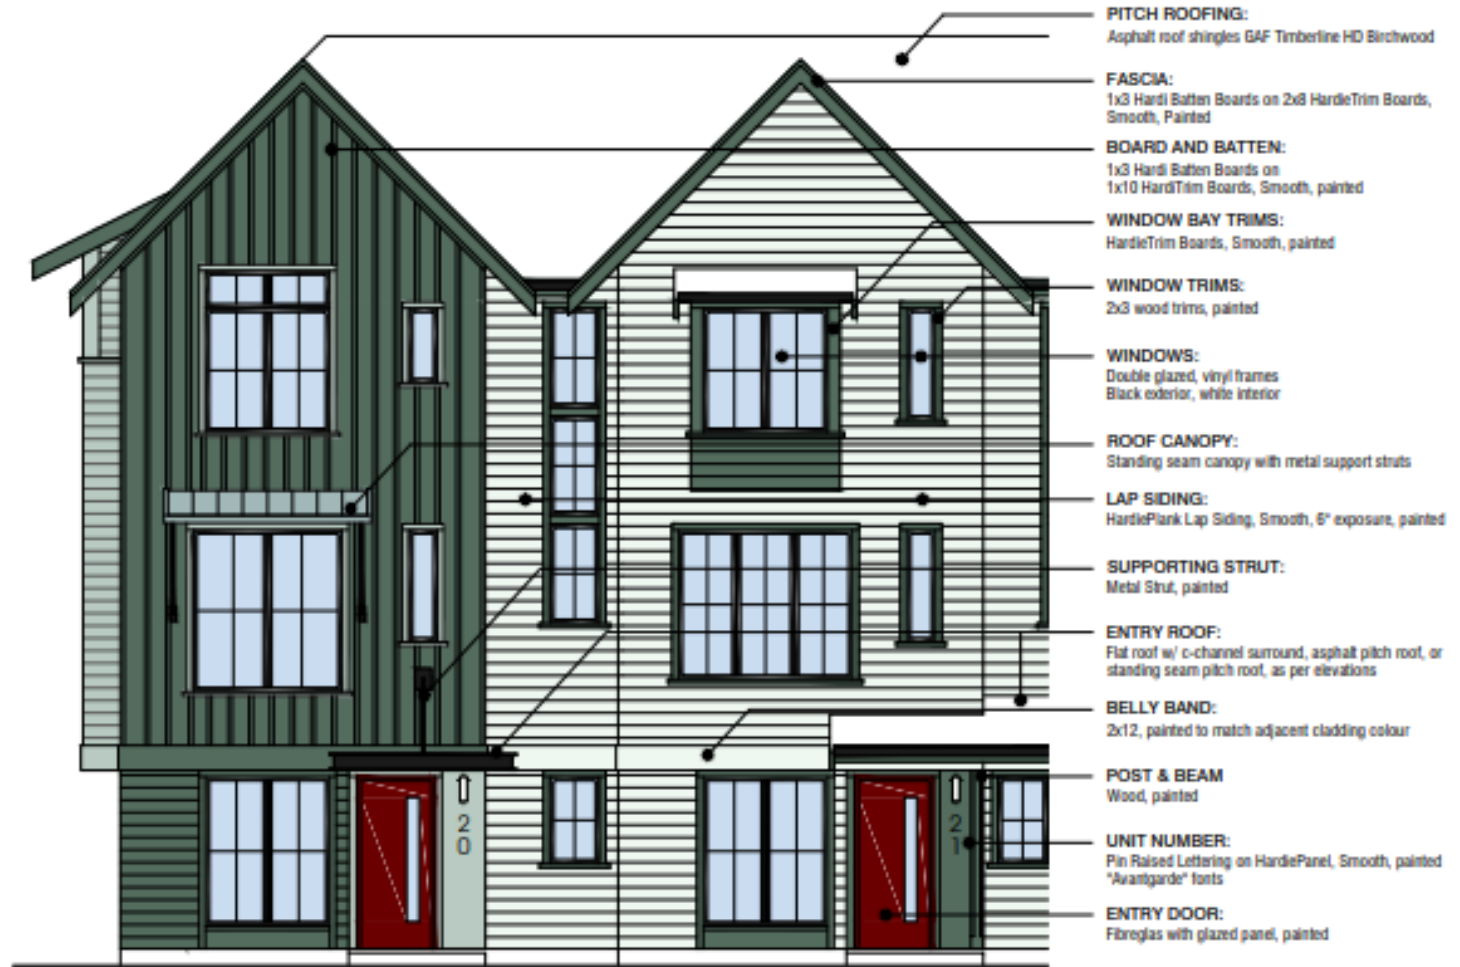 PITCH ROOFING:
Asphalt roof shingles GAF Timberline HD Birchwood
FASCIA:
1x3 Hardi Batten Boards on 2x8 HardieTrim Boards,
Smooth, Painted
BOARD AND BATTEN:
1x3 Hardi Batten Boards on
1x10 HardiTrim Boards, Smooth, painted
WINDOW BAY TRIMS:
HardieTrim Boards, Smooth, painted
WINDOW TRIMS:
2x3 wood trims, painted
WINDOWS:
Double glazed, vinyl frames
Black exterior, white interior
ROOF CANOPY:
Standing seam canopy with metal support struts
LAP SIDING:
HardiePlank Lap Siding, Smooth, 6" exposure, painted
SUPPORTING STRUT:
Metal Strut, painted
ENTRY ROOF:
Flat roof w/ c-channel surround, asphalt pitch roof, or
standing seam pitch roof, as per elevations
BELLY BAND:
2x12, painted to match adjacent cladding colour
POST & BEAM
Wood, painted
UNIT NUMBER:
Pin Raised Lettering on HardiePanel, Smooth, painted
"Avantgarde" fonts
ENTRY DOOR:
Fibreglas with glazed panel, painted
2
0
2
1